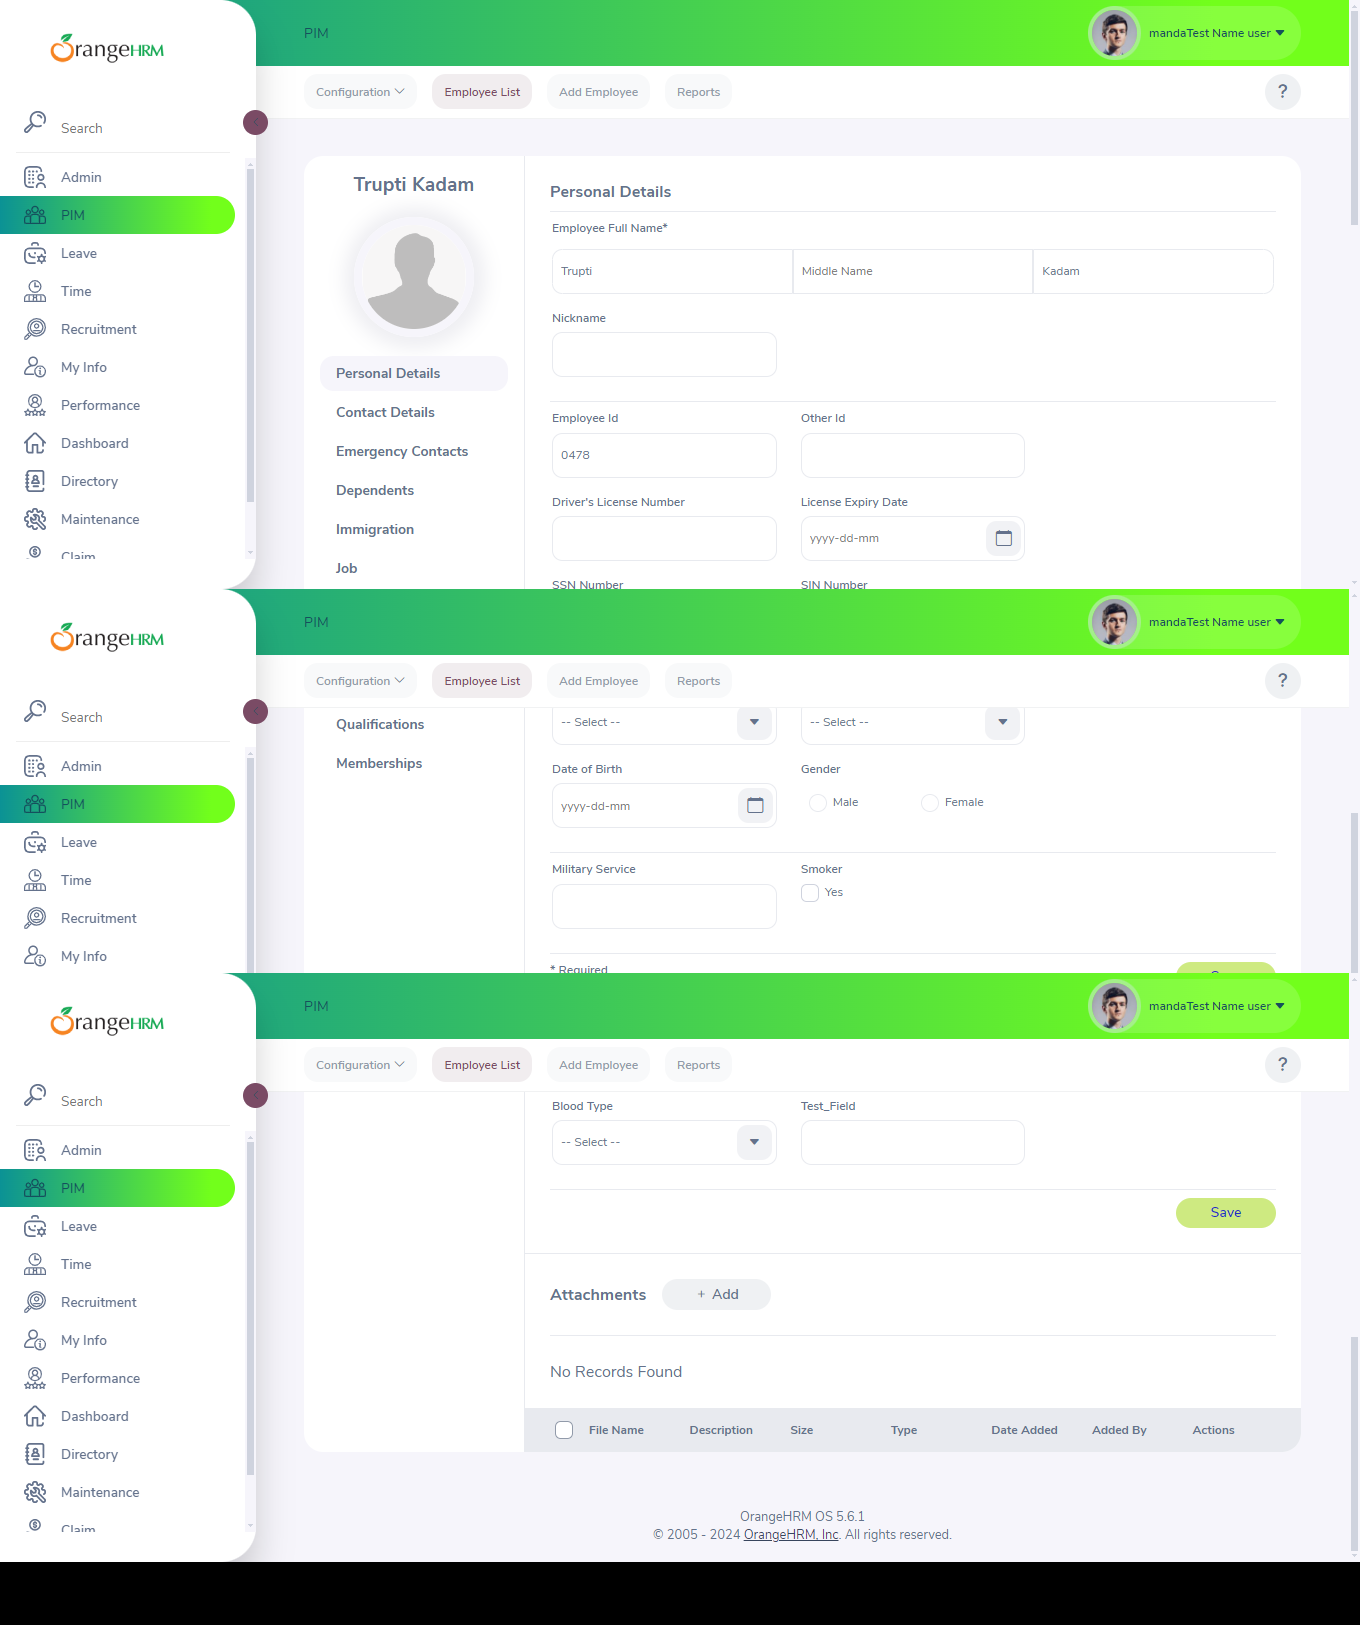 OrangeHRM
PIM
mandaTest Name user
Configuration
Employee List
Add Employee
Reports
?
Search
Admin
PIM
Leave
Time
Recruitment
My Info
Performance
Dashboard
Directory
Maintenance
Claim
Trupti Kadam
Personal Details
Contact Details
Emergency Contacts
Dependents
Immigration
Job
Personal Details
Employee Full Name*
Trupti
Middle Name
Kadam
Nickname
Employee Id
Other Id
0478
Driver's License Number
License Expiry Date
yyyy-dd-mm
SSN Number
SIN Number
OrangeHRM
PIM
mandaTest Name user
Configuration
Employee List
Add Employee
Reports
?
Search
Admin
PIM
Leave
Time
Recruitment
My Info
Qualifications
Memberships
-- Select --
-- Select --
Date of Birth
Gender
yyyy-dd-mm
Male
Female
Military Service
Smoker
Yes
* Required
OrangeHRM
PIM
mandaTest Name user
Configuration
Employee List
Add Employee
Reports
?
Search
Admin
PIM
Leave
Time
Recruitment
My Info
Performance
Dashboard
Directory
Maintenance
Claim
Blood Type
Test_Field
-- Select --
Save
Attachments
+ Add
No Records Found
File Name
Description
Size
Type
Date Added
Added By
Actions
OrangeHRM OS 5.6.1
© 2005 - 2024 OrangeHRM, Inc. All rights reserved.